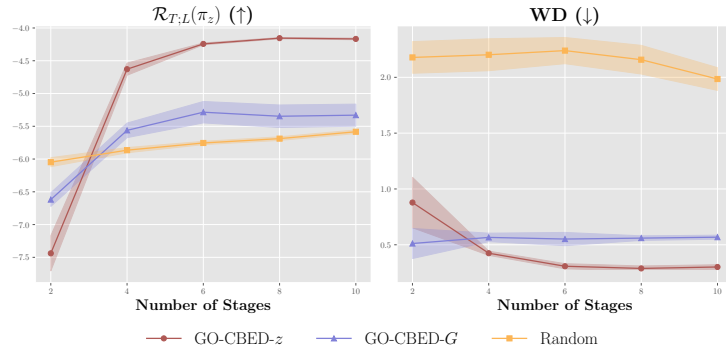 𝓡_{T;L}(π_z) (↑)
−4.0
−4.5
−5.0
−5.5
−6.0
−6.5
−7.0
−7.5
2 4 6 8 10
Number of Stages
WD (↓)
2.0
1.5
1.0
0.5
2 4 6 8 10
Number of Stages
GO-CBED-z GO-CBED-G Random